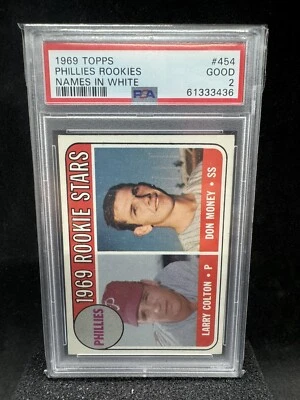 1969 TOPPS #454
PHILLIES ROOKIES GOOD
NAMES IN WHITE 2
PSA 61333436
1969 ROOKIE STARS
PHILLIES
DON MONEY • SS
LARRY COLTON • P